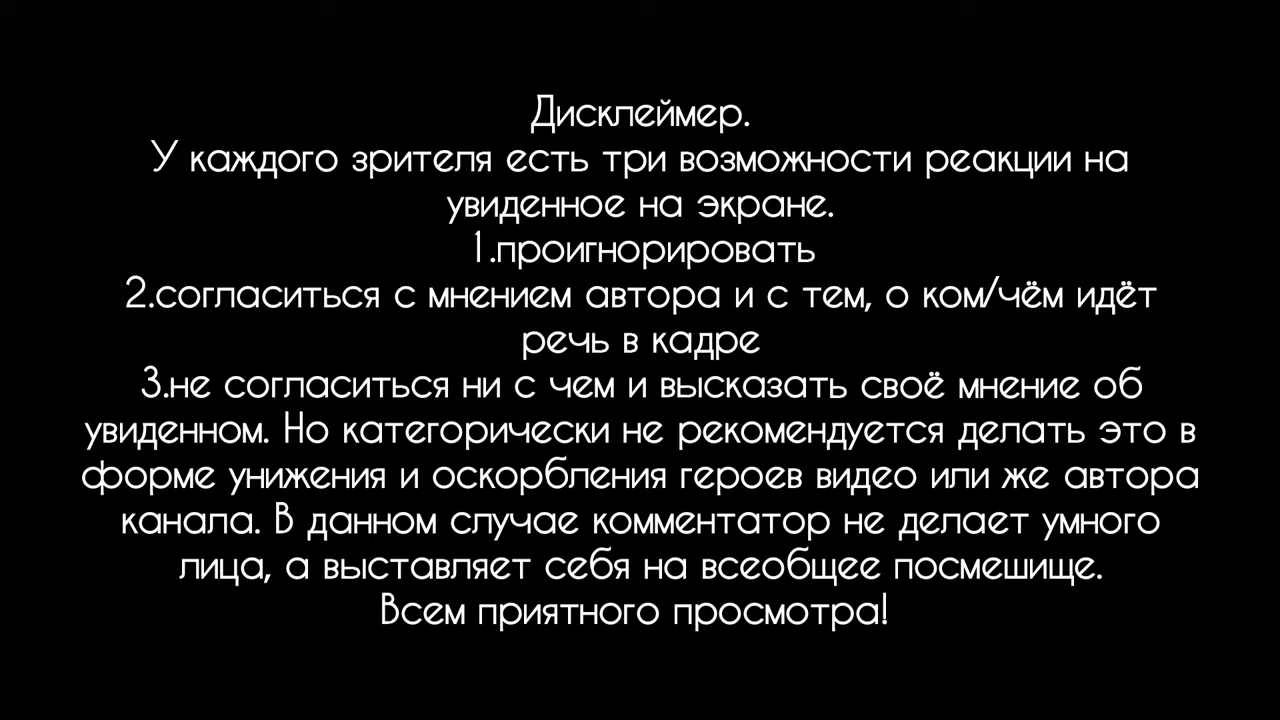 Дисклеймер.
У каждого зрителя есть три возможности реакции на
увиденное на экране.
1.проигнорировать
2.согласиться с мнением автора и с тем, о ком/чём идёт
речь в кадре
3.не согласиться ни с чем и высказать своё мнение об
увиденном. Но категорически не рекомендуется делать это в
форме унижения и оскорбления героев видео или же автора
канала. В данном случае комментатор не делает умного
лица, а выставляет себя на всеобщее посмешище.
Всем приятного просмотра!